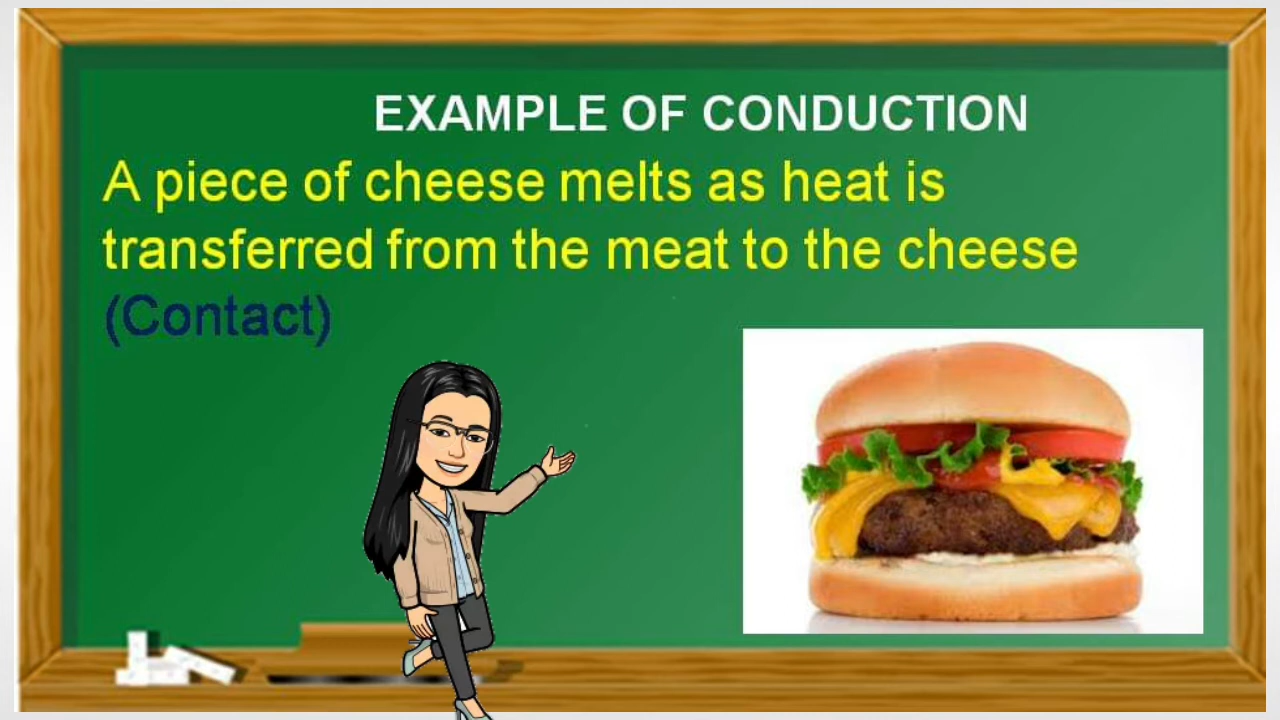 EXAMPLE OF CONDUCTION
A piece of cheese melts as heat is
transferred from the meat to the cheese
(Contact)